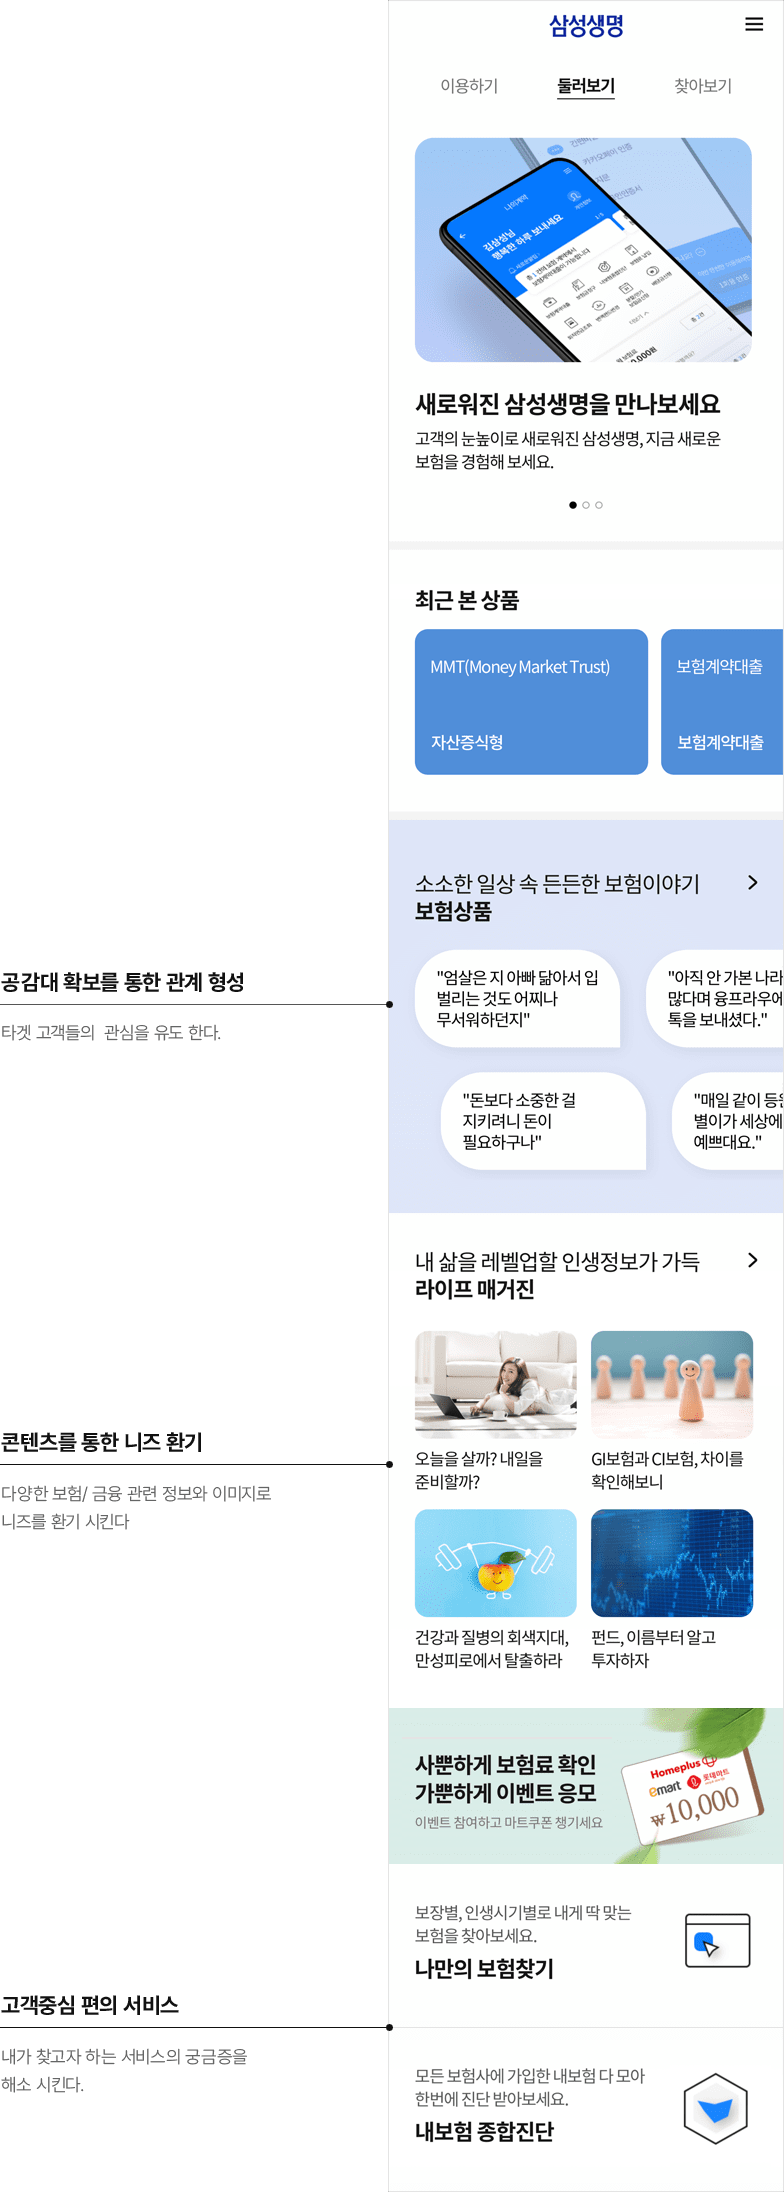 삼성생명
이용하기
둘러보기
찾아보기
나의계약
김삼성님
행복한 하루 보내세요
새로워진 삼성생명을 만나보세요
고객의 눈높이로 새로워진 삼성생명, 지금 새로운
보험을 경험해 보세요.
최근 본 상품
MMT(Money Market Trust)
자산증식형
보험계약대출
보험계약대출
소소한 일상 속 든든한 보험이야기
보험상품
공감대 확보를 통한 관계 형성
타겟 고객들의 관심을 유도 한다.
"엄살은 지 아빠 닮아서 입
벌리는 것도 어찌나
무서워하던지"
"아직 안 가본 나라
많다며 융프라우에
톡을 보내셨다."
"돈보다 소중한 걸
지키려니 돈이
필요하구나"
"매일 같이 등원
별이가 세상에
예쁘대요."
내 삶을 레벨업할 인생정보가 가득
라이프 매거진
콘텐츠를 통한 니즈 환기
다양한 보험/ 금융 관련 정보와 이미지로
니즈를 환기 시킨다
오늘을 살까? 내일을
준비할까?
GI보험과 CI보험, 차이를
확인해보니
건강과 질병의 회색지대,
만성피로에서 탈출하라
펀드, 이름부터 알고
투자하자
사뿐하게 보험료 확인
가뿐하게 이벤트 응모
이벤트 참여하고 마트쿠폰 챙기세요
Homeplus
emart
롯데마트
₩10,000
보장별, 인생시기별로 내게 딱 맞는
보험을 찾아보세요.
나만의 보험찾기
고객중심 편의 서비스
내가 찾고자 하는 서비스의 궁금증을
해소 시킨다.
모든 보험사에 가입한 내보험 다 모아
한번에 진단 받아보세요.
내보험 종합진단